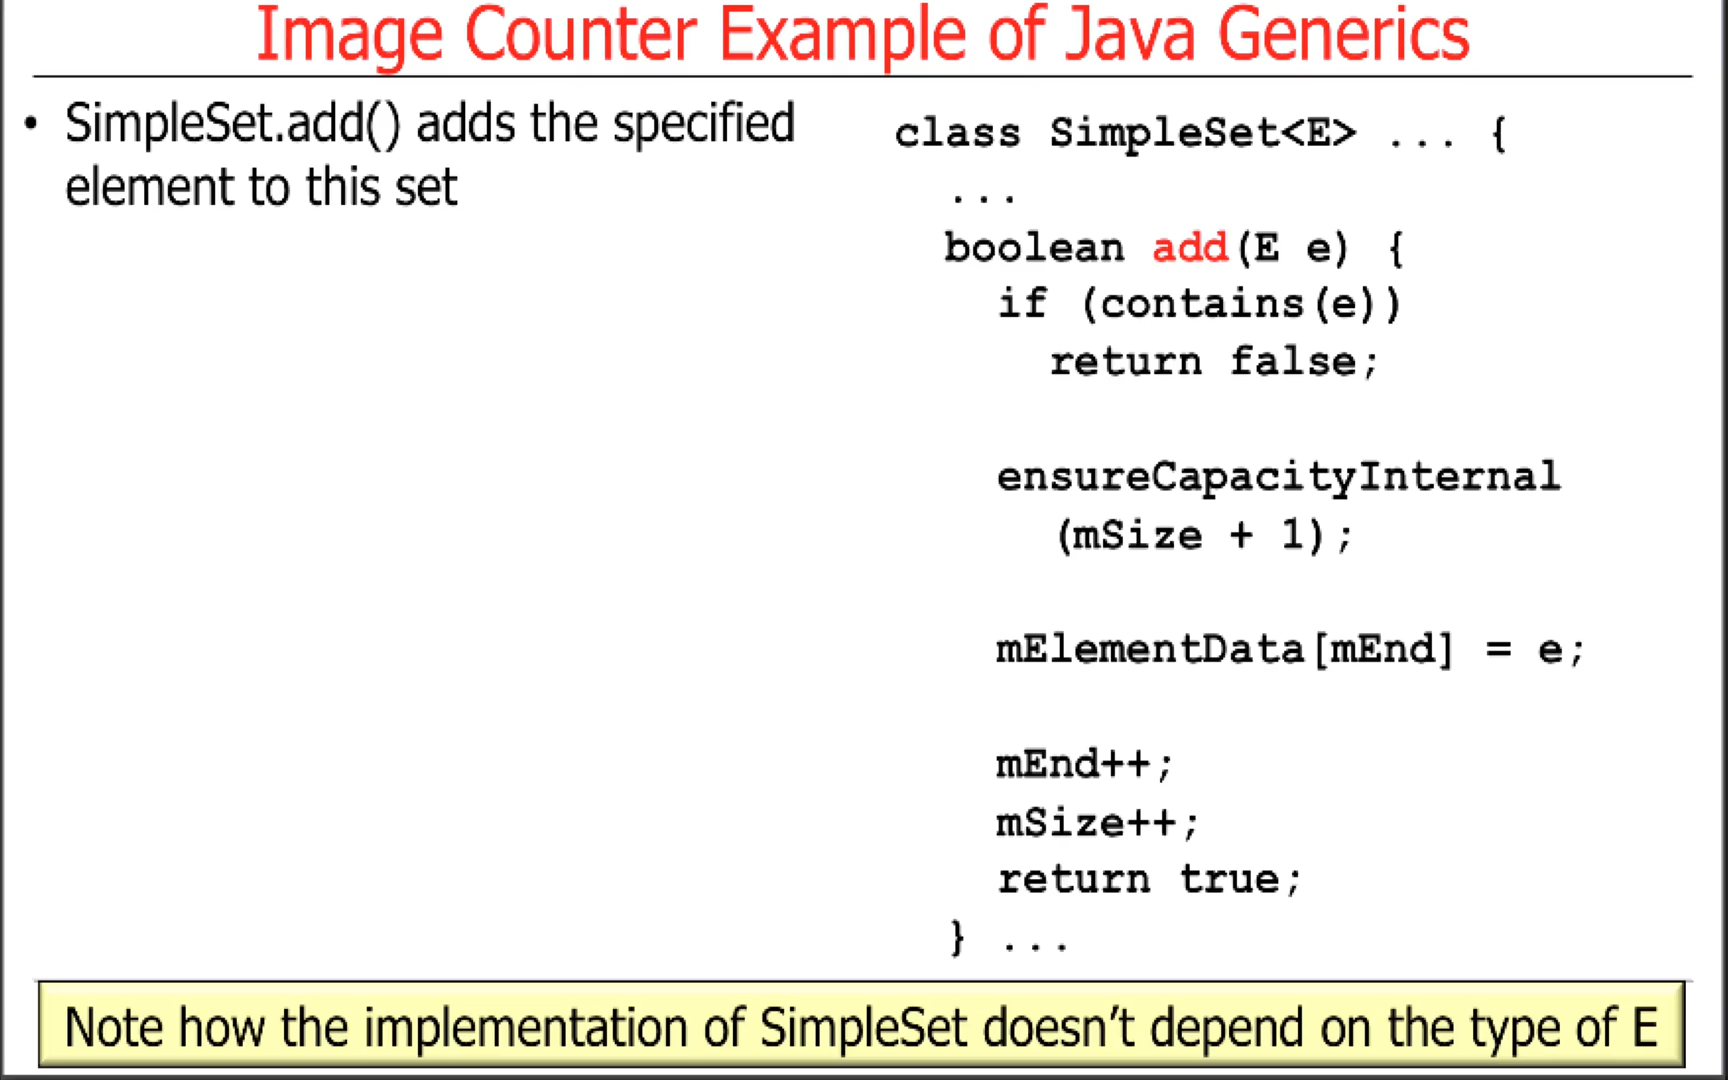 Image Counter Example of Java Generics
• SimpleSet.add() adds the specified
element to this set
class SimpleSet<E> ... {
...
boolean add(E e) {
if (contains(e))
return false;
ensureCapacityInternal
(mSize + 1);
mElementData[mEnd] = e;
mEnd++;
mSize++;
return true;
} ...
Note how the implementation of SimpleSet doesn’t depend on the type of E